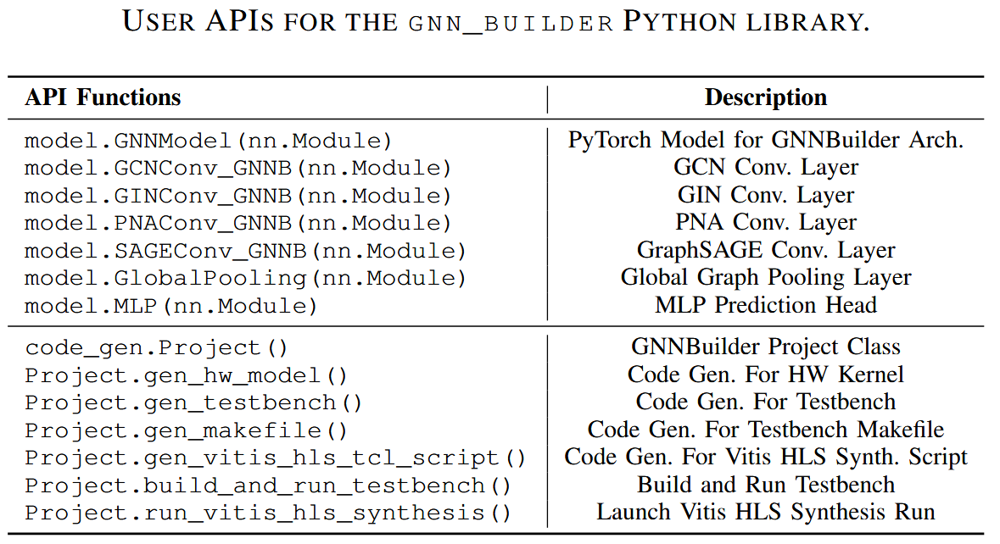 USER APIS FOR THE GNN_BUILDER PYTHON LIBRARY.
API Functions Description
model.GNNModel(nn.Module) PyTorch Model for GNNBuilder Arch.
model.GCNConv_GNNB(nn.Module) GCN Conv. Layer
model.GINConv_GNNB(nn.Module) GIN Conv. Layer
model.PNAConv_GNNB(nn.Module) PNA Conv. Layer
model.SAGEConv_GNNB(nn.Module) GraphSAGE Conv. Layer
model.GlobalPooling(nn.Module) Global Graph Pooling Layer
model.MLP(nn.Module) MLP Prediction Head
code_gen.Project() GNNBuilder Project Class
Project.gen_hw_model() Code Gen. For HW Kernel
Project.gen_testbench() Code Gen. For Testbench
Project.gen_makefile() Code Gen. For Testbench Makefile
Project.gen_vitis_hls_tcl_script() Code Gen. For Vitis HLS Synth. Script
Project.build_and_run_testbench() Build and Run Testbench
Project.run_vitis_hls_synthesis() Launch Vitis HLS Synthesis Run